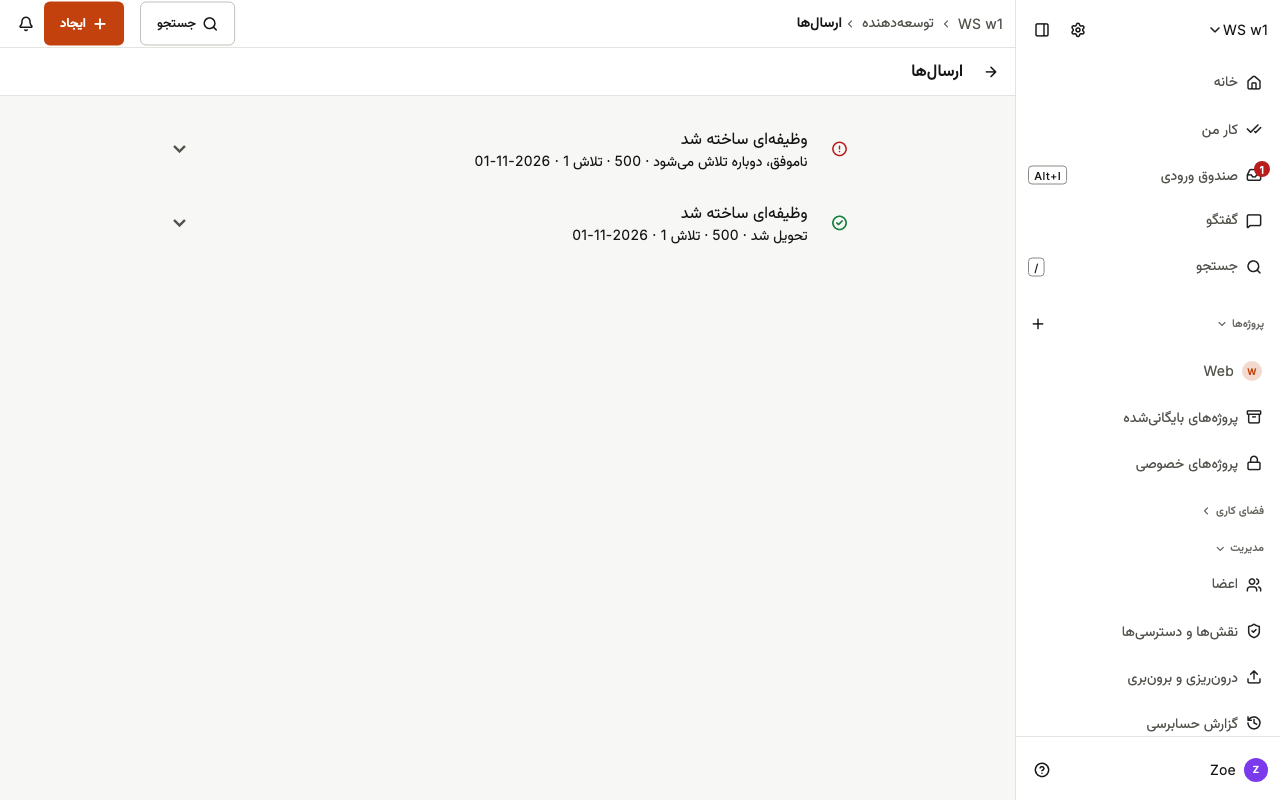 WS w1
خانه
کار من
1
صندوق ورودی
Alt+I
گفتگو
جستجو
/
پروژه‌ها
W
Web
پروژه‌های بایگانی‌شده
پروژه‌های خصوصی
فضای کاری
مدیریت
اعضا
نقش‌ها و دسترسی‌ها
درون‌ریزی و برون‌بری
گزارش حسابرسی
Z
Zoe
WS w1 › توسعه‌دهنده › ارسال‌ها
جستجو
ایجاد
ارسال‌ها
وظیفه‌ای ساخته شد
ناموفق، دوباره تلاش می‌شود · 500 · تلاش 1 · 2026-11-01
وظیفه‌ای ساخته شد
تحویل شد · 500 · تلاش 1 · 2026-11-01